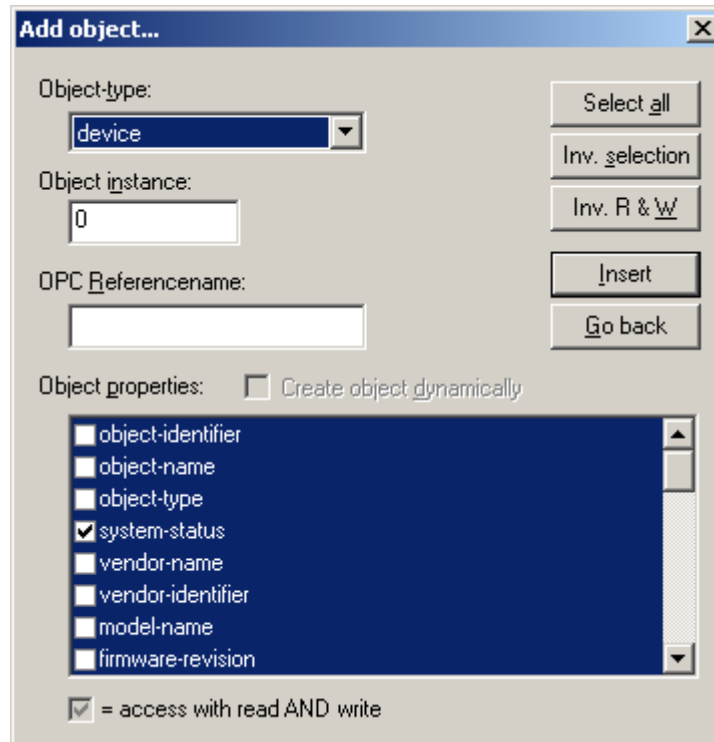 Add object...
Object-type:
device
Select all
Inv. selection
Object instance:
0
Inv. R & W
OPC Referencename:
Insert
Go back
Object properties:
Create object dynamically
object-identifier
object-name
object-type
system-status
vendor-name
vendor-identifier
model-name
firmware-revision
= access with read AND write